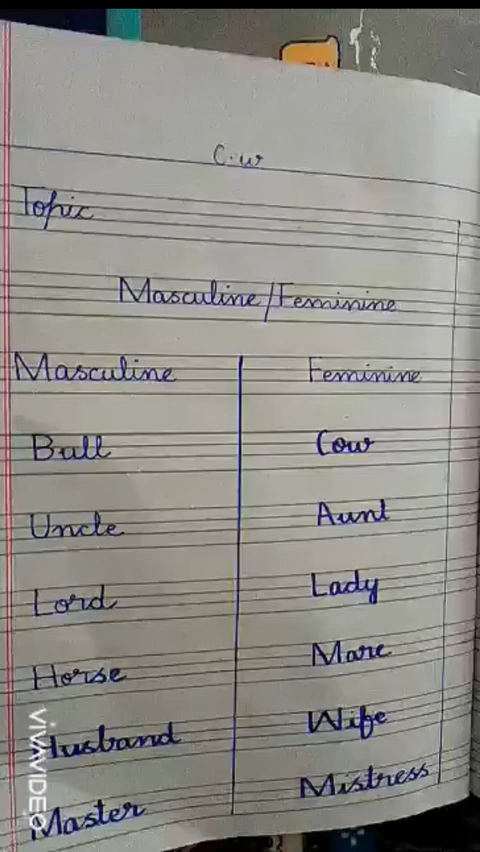 C.w
Topic
Masculine/Feminine
Masculine Feminine
Bull Cow
Uncle Aunt
Lord Lady
Horse Mare
Husband Wife
Master Mistress
VIVAVIDEO